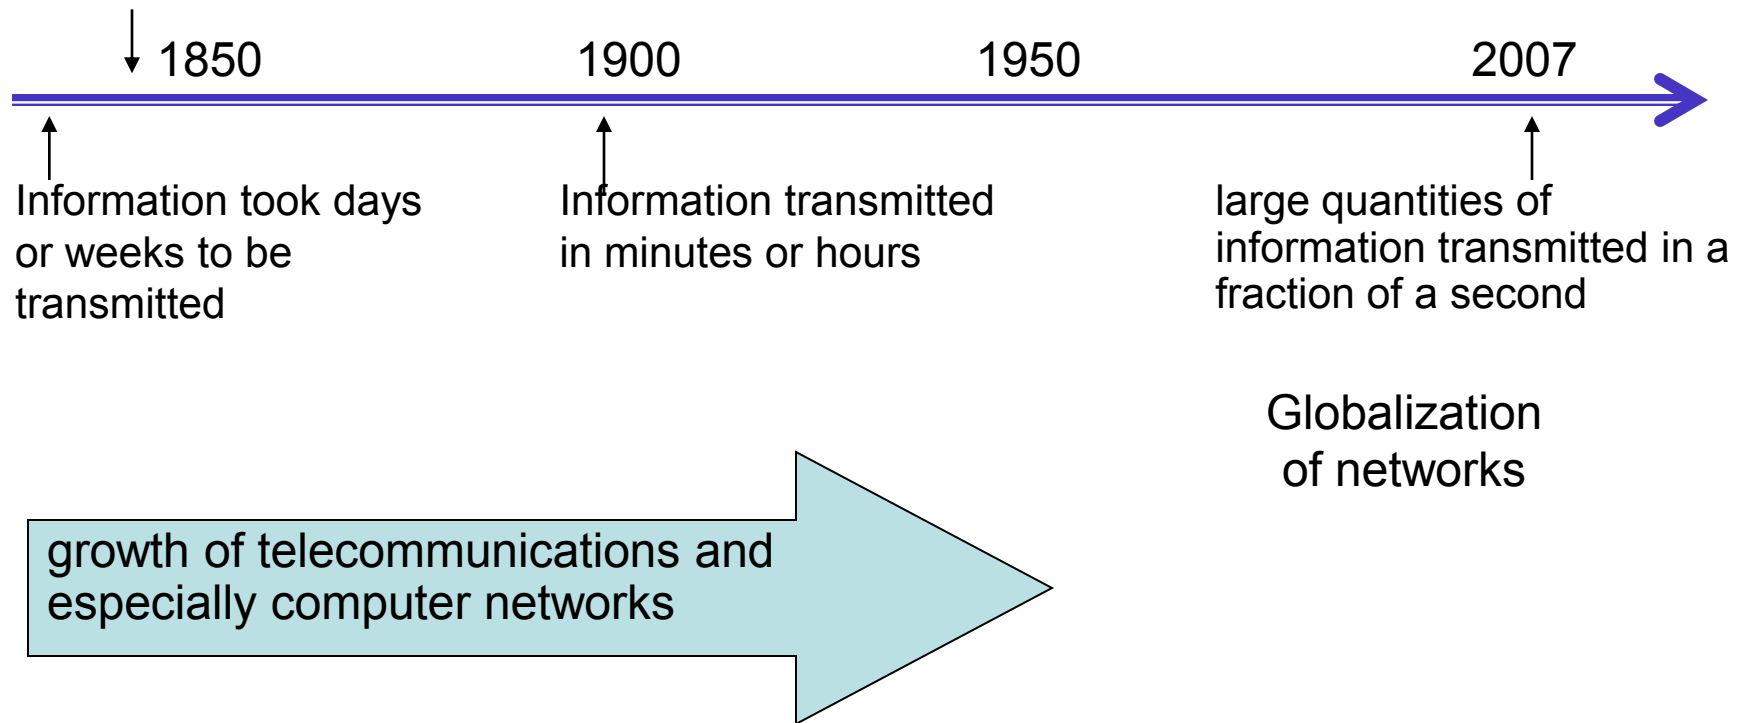 1850 1900 1950 2007
Information took days
or weeks to be
transmitted
Information transmitted
in minutes or hours
large quantities of
information transmitted in a
fraction of a second
Globalization
of networks
growth of telecommunications and
especially computer networks